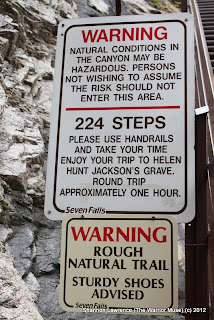 WARNING
NATURAL CONDITIONS IN
THE CANYON MAY BE
HAZARDOUS. PERSONS
NOT WISHING TO ASSUME
THE RISK SHOULD NOT
ENTER THIS AREA.
224 STEPS
PLEASE USE HANDRAILS
AND TAKE YOUR TIME
ENJOY YOUR TRIP TO HELEN
HUNT JACKSON'S GRAVE.
ROUND TRIP
APPROXIMATELY ONE HOUR.
Seven Falls
WARNING
ROUGH
NATURAL TRAIL
STURDY SHOES
ADVISED
Seven Falls
Shannon Lawrence (The Warrior Muse) (c) 2012